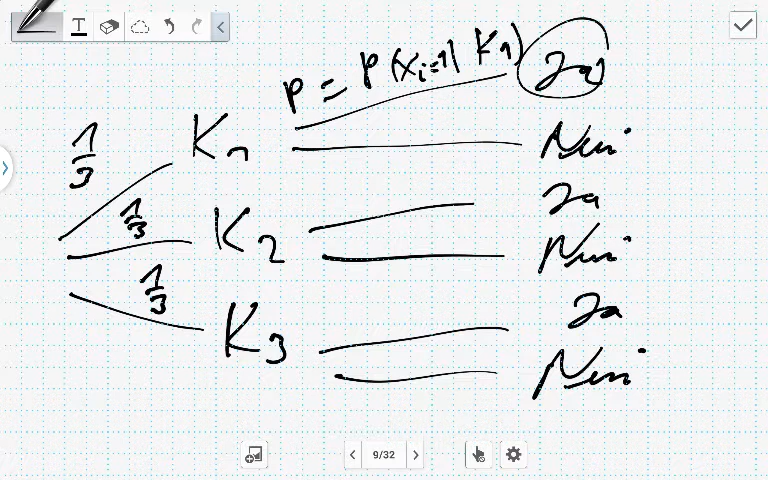 T
p = P(xi=1 | K1) Ja
1/3 K1 Nein
1/3 K2 Ja
Nein
1/3 K3 Ja
Nein
9/32